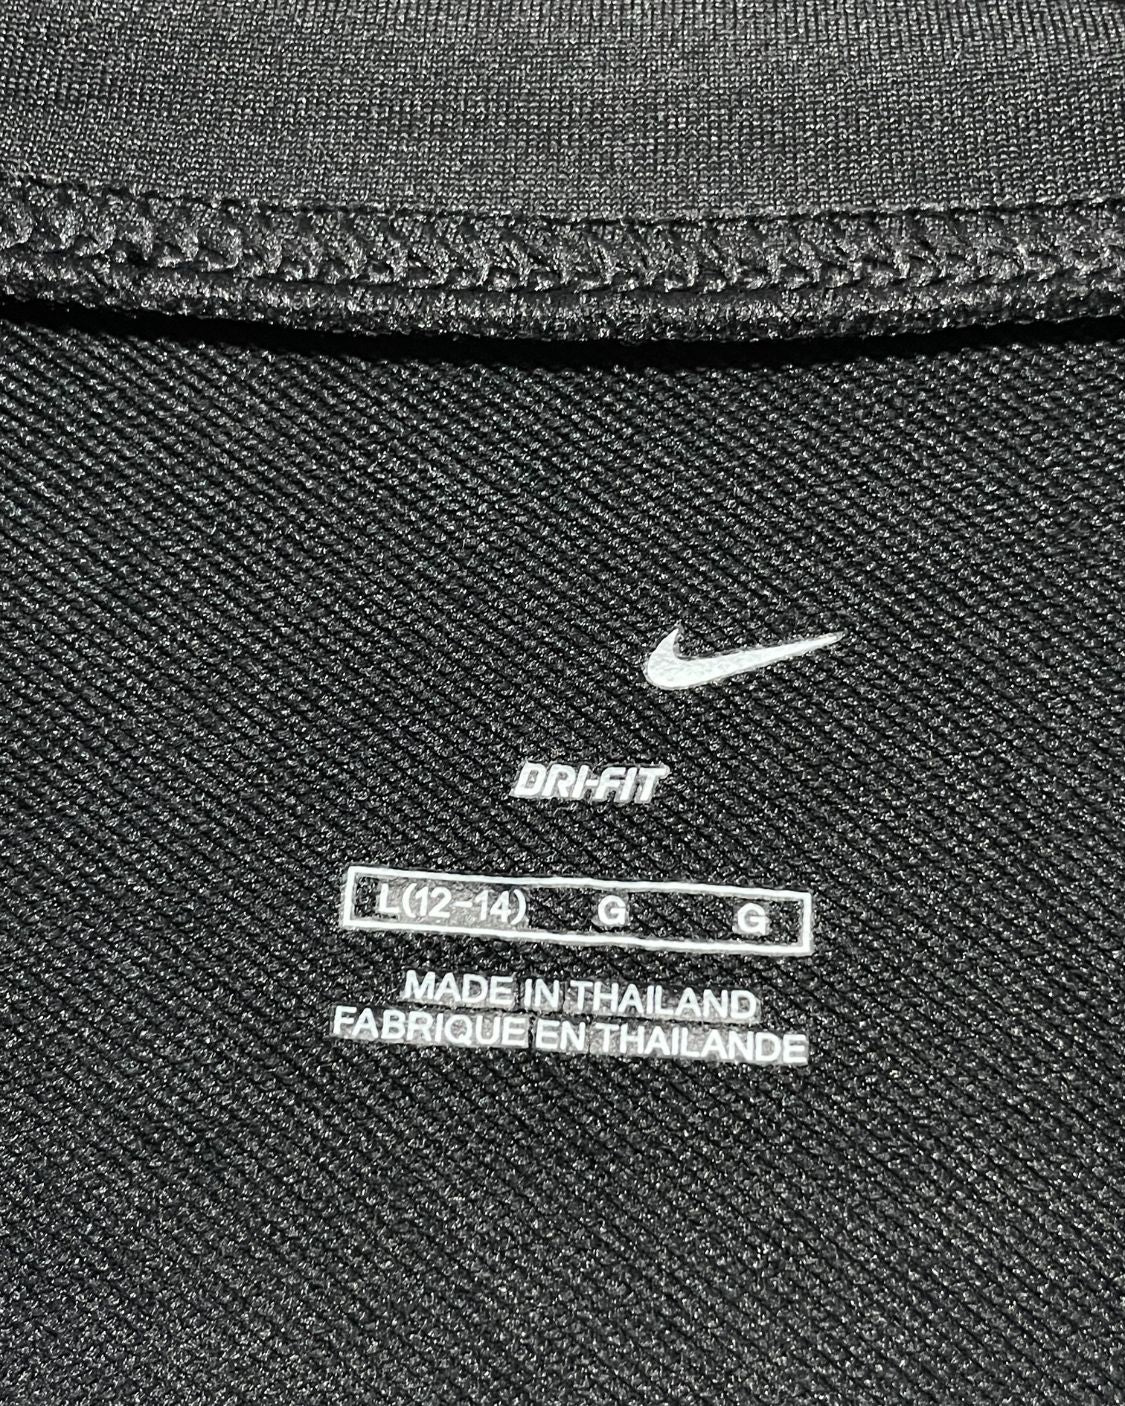 DRI-FIT
L(12-14) G G
MADE IN THAILAND
FABRIQUE EN THAILANDE